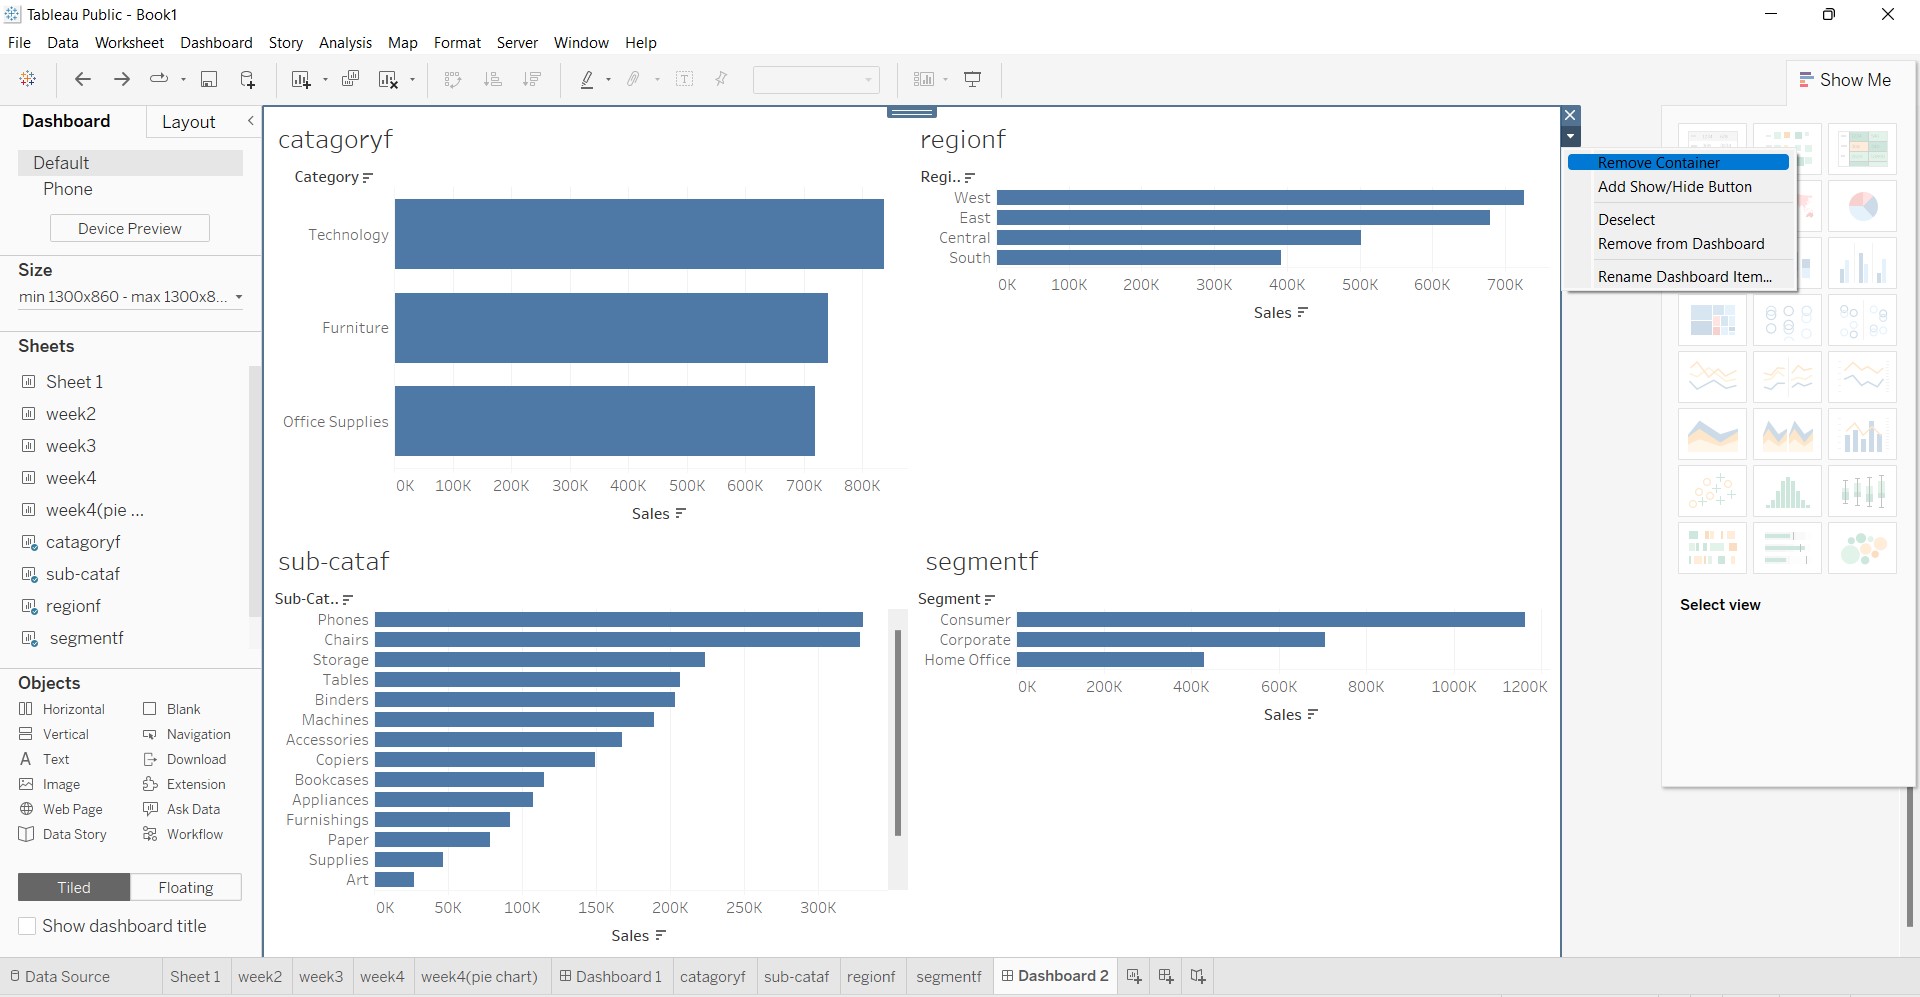 Tableau Public - Book1
File Data Worksheet Dashboard Story Analysis Map Format Server Window Help
Show Me
Dashboard Layout
Default
Phone
Device Preview
Size
min 1300x860 - max 1300x8...
Sheets
Sheet 1
week2
week3
week4
week4(pie ...
catagoryf
sub-cataf
regionf
segmentf
Objects
Horizontal Blank
Vertical Navigation
Text Download
Image Extension
Web Page Ask Data
Data Story Workflow
Tiled Floating
Show dashboard title
catagoryf
Category
Technology
Furniture
Office Supplies
0K 100K 200K 300K 400K 500K 600K 700K 800K
Sales
regionf
Regi..
West
East
Central
South
0K 100K 200K 300K 400K 500K 600K 700K
Sales
sub-cataf
Sub-Cat..
Phones
Chairs
Storage
Tables
Binders
Machines
Accessories
Copiers
Bookcases
Appliances
Furnishings
Paper
Supplies
Art
0K 50K 100K 150K 200K 250K 300K
Sales
segmentf
Segment
Consumer
Corporate
Home Office
0K 200K 400K 600K 800K 1000K 1200K
Sales
Remove Container
Add Show/Hide Button
Deselect
Remove from Dashboard
Rename Dashboard Item...
Select view
Data Source Sheet 1 week2 week3 week4 week4(pie chart) Dashboard 1 catagoryf sub-cataf regionf segmentf Dashboard 2